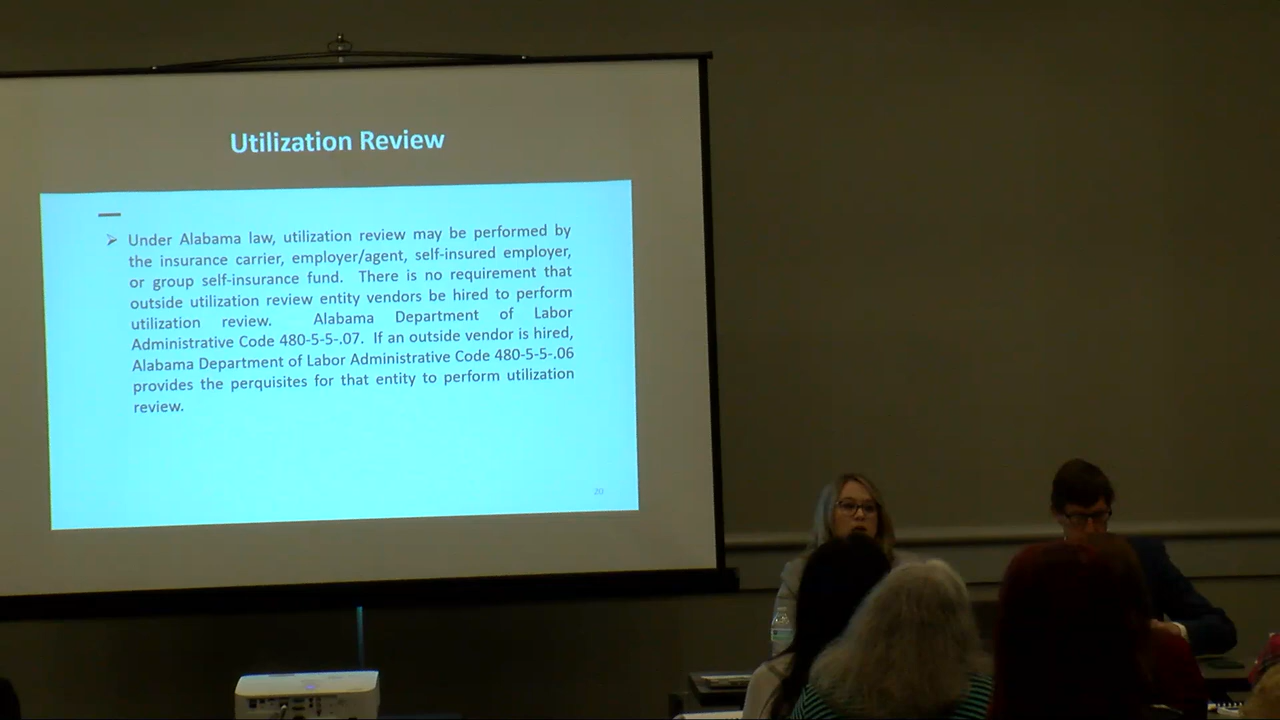 Utilization Review
Under Alabama law, utilization review may be performed by
the insurance carrier, employer/agent, self-insured employer,
or group self-insurance fund. There is no requirement that
outside utilization review entity vendors be hired to perform
utilization review. Alabama Department of Labor
Administrative Code 480-5-5-.07. If an outside vendor is hired,
Alabama Department of Labor Administrative Code 480-5-5-.06
provides the perquisites for that entity to perform utilization
review.
20